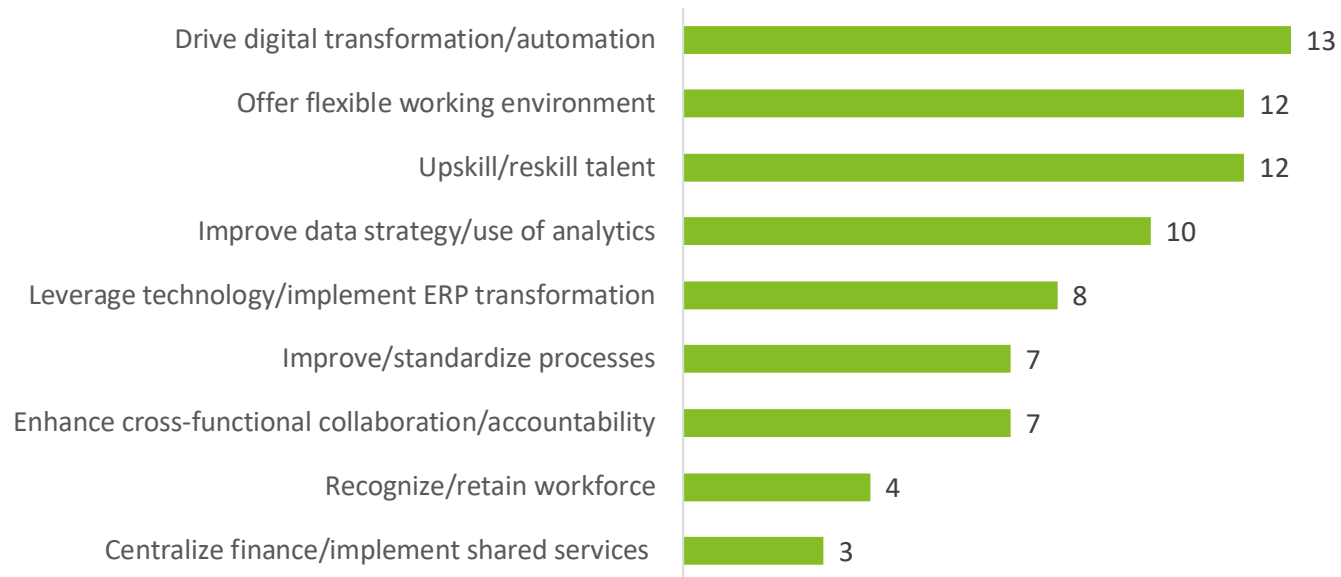 Drive digital transformation/automation 13
Offer flexible working environment 12
Upskill/reskill talent 12
Improve data strategy/use of analytics 10
Leverage technology/implement ERP transformation 8
Improve/standardize processes 7
Enhance cross-functional collaboration/accountability 7
Recognize/retain workforce 4
Centralize finance/implement shared services 3